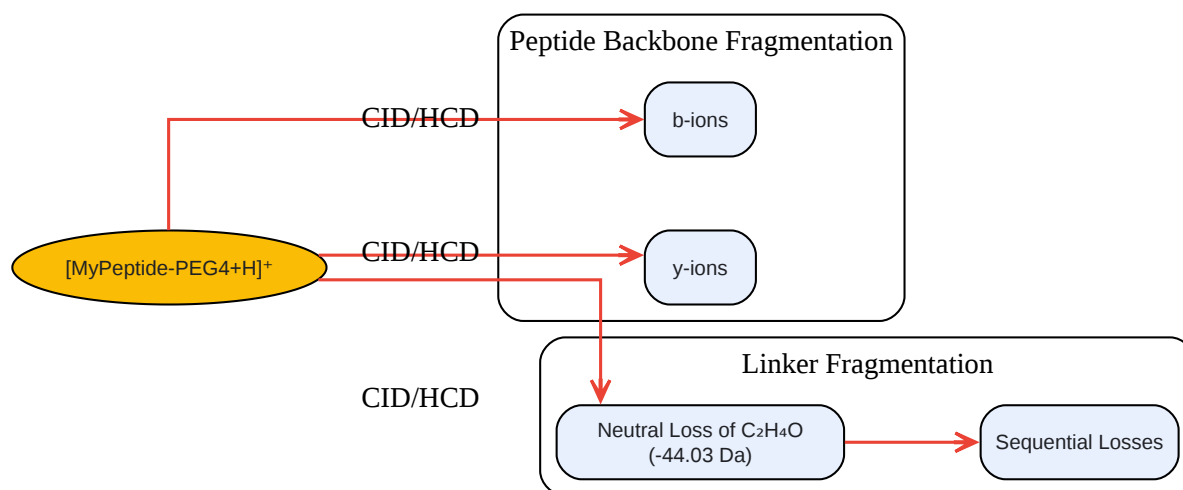 Peptide Backbone Fragmentation
CID/HCD
b-ions
CID/HCD
y-ions
[MyPeptide-PEG4+H]⁺
Linker Fragmentation
CID/HCD
Neutral Loss of C₂H₄O
(-44.03 Da)
Sequential Losses